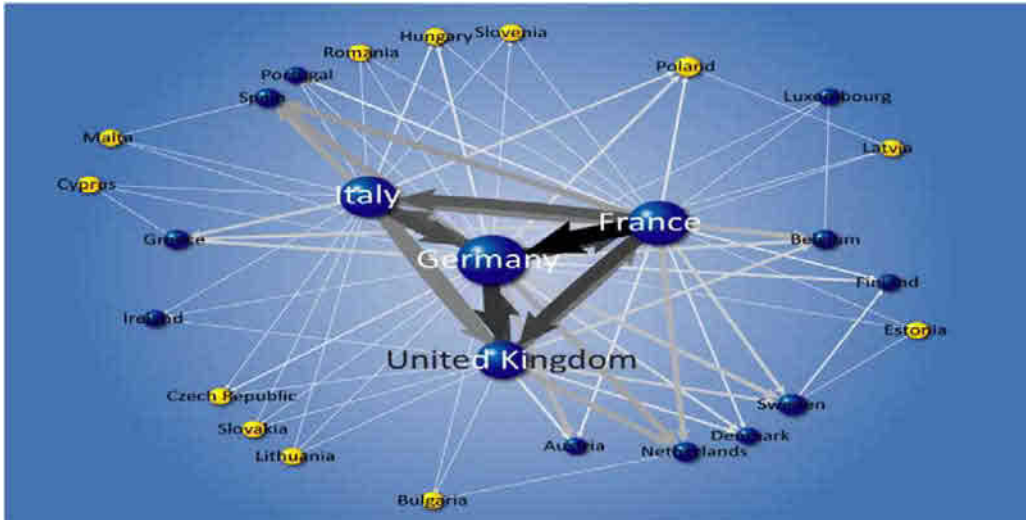 Hungary
Slovenia
Romania
Poland
Portugal
Spain
Luxembourg
Malta
Latvia
Cyprus
Italy
France
Greece
Belgium
Germany
Finland
Ireland
Estonia
United Kingdom
Czech Republic
Sweden
Slovakia
Denmark
Austria
Netherlands
Lithuania
Bulgaria